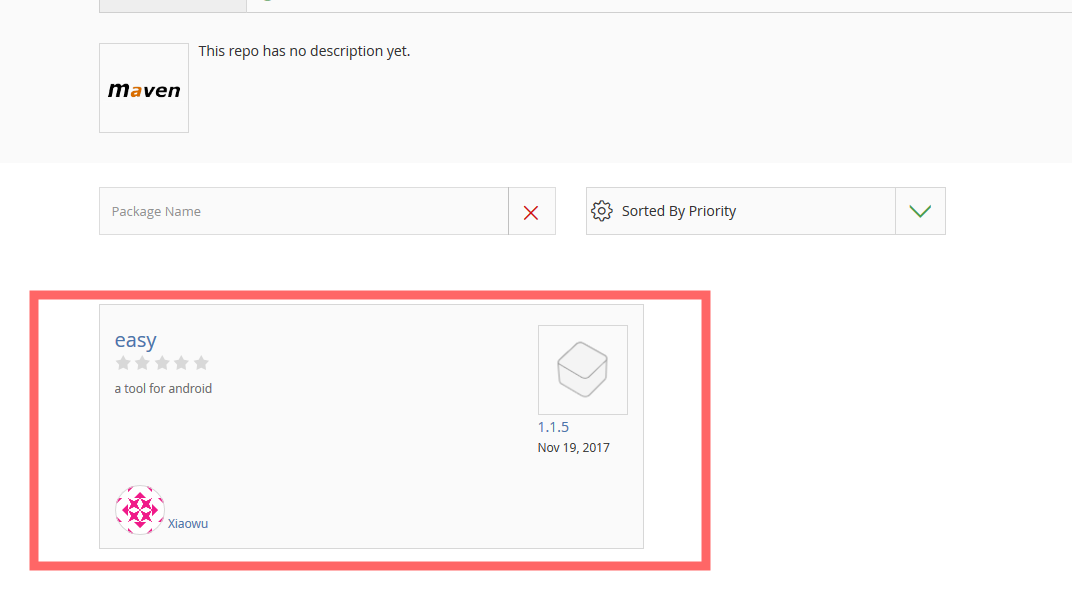 This repo has no description yet.
maven
Package Name
Sorted By Priority
easy
a tool for android
1.1.5
Nov 19, 2017
Xiaowu